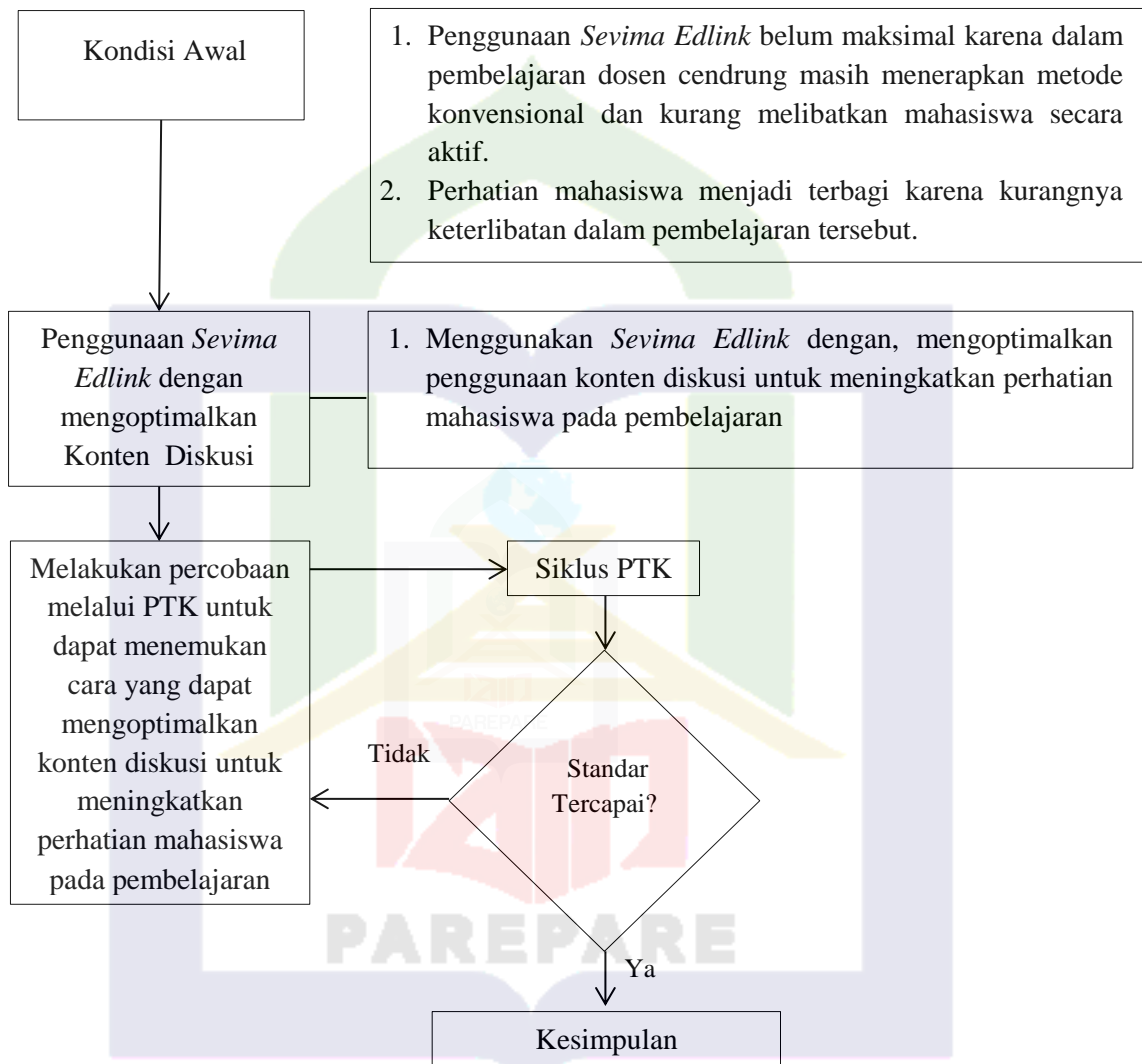 Kondisi Awal
1. Penggunaan Sevima Edlink belum maksimal karena dalam
pembelajaran dosen cendrung masih menerapkan metode
konvensional dan kurang melibatkan mahasiswa secara
aktif.
2. Perhatian mahasiswa menjadi terbagi karena kurangnya
keterlibatan dalam pembelajaran tersebut.
Penggunaan Sevima
Edlink dengan
mengoptimalkan
Konten Diskusi
1. Menggunakan Sevima Edlink dengan, mengoptimalkan
penggunaan konten diskusi untuk meningkatkan perhatian
mahasiswa pada pembelajaran
Melakukan percobaan
melalui PTK untuk
dapat menemukan
cara yang dapat
mengoptimalkan
konten diskusi untuk
meningkatkan
perhatian mahasiswa
pada pembelajaran
Siklus PTK
Tidak
Standar
Tercapai?
Ya
Kesimpulan
PAREPARE
PAREPARE